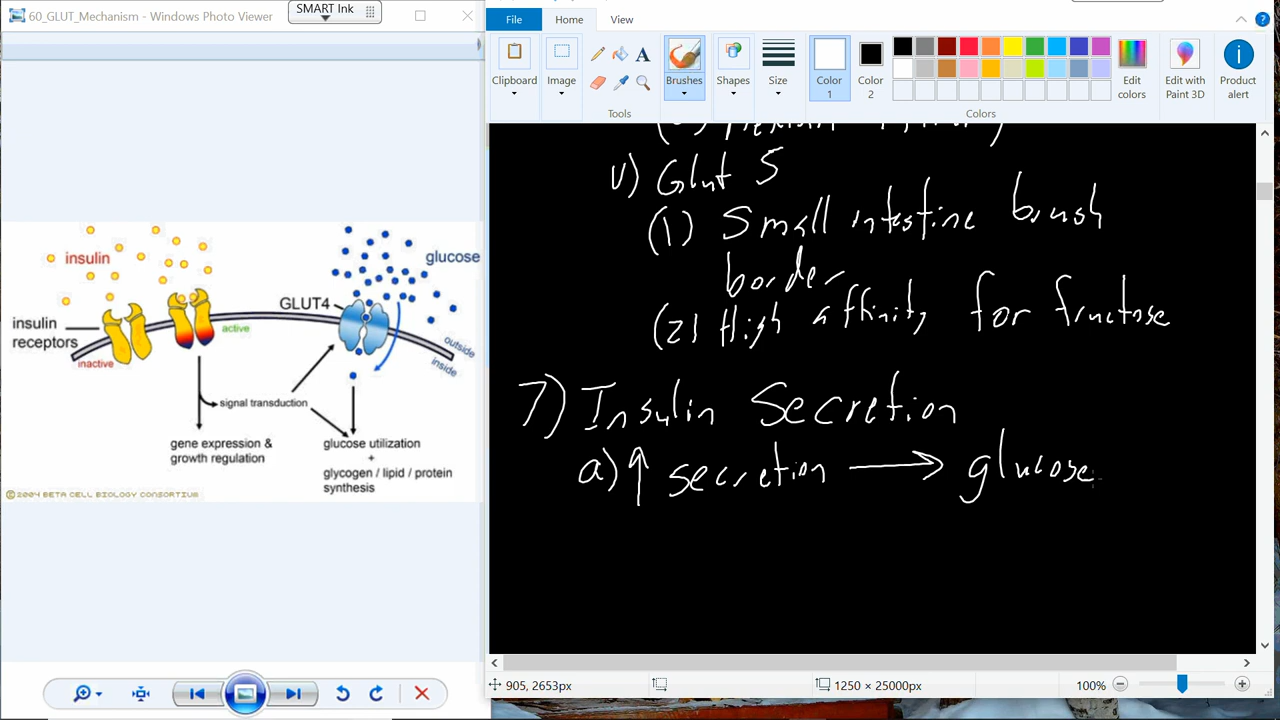 60_GLUT_Mechanism - Windows Photo Viewer
SMART Ink
File Home View
Clipboard
Image
Tools
Brushes
Shapes
Size
Color 1
Color 2
Colors
Edit colors
Edit with Paint 3D
Product alert
insulin
glucose
GLUT4
insulin receptors
active
inactive
outside
inside
signal transduction
gene expression &
growth regulation
glucose utilization
+
glycogen / lipid / protein
synthesis
©2004 BETA CELL BIOLOGY CONSORTIUM
V) Glut 5
(1) Small intestine brush
border
(2) High affinity for fructose
7) Insulin Secretion
a) ↑ secretion → glucose
905, 2653px
1250 × 25000px
100%